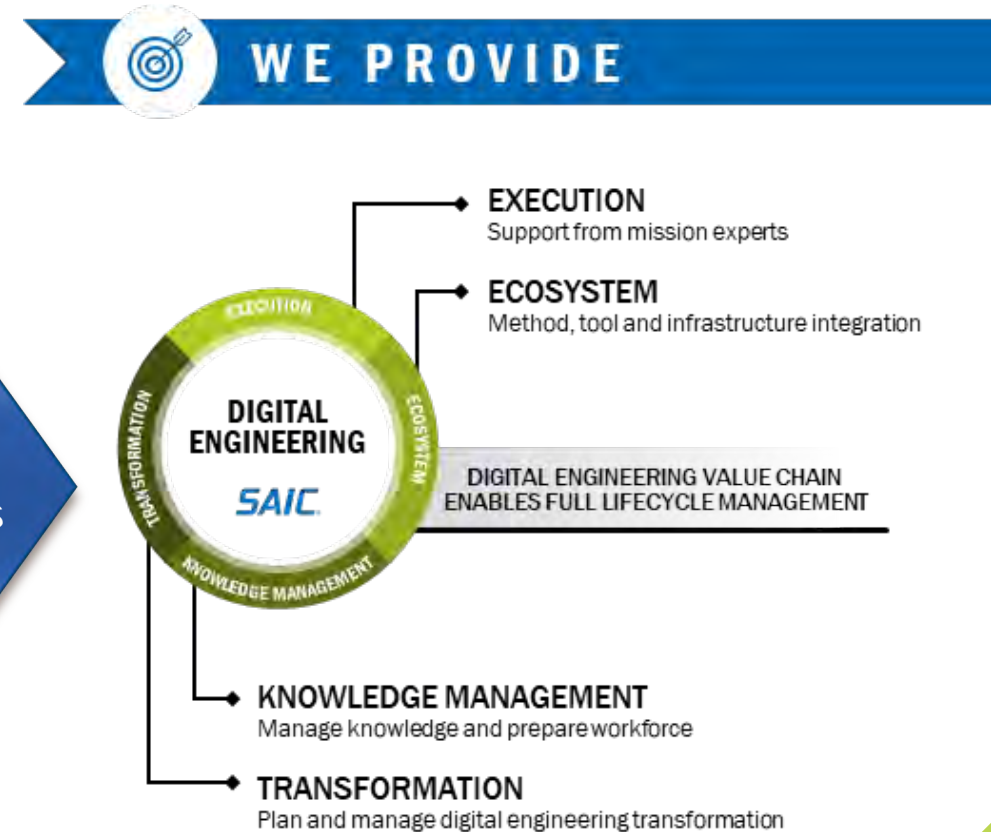 WE PROVIDE
EXECUTION
Support from mission experts
ECOSYSTEM
Method, tool and infrastructure integration
EXECUTION
ECOSYSTEM
TRANSFORMATION
KNOWLEDGE MANAGEMENT
DIGITAL
ENGINEERING
SAIC
DIGITAL ENGINEERING VALUE CHAIN
ENABLES FULL LIFECYCLE MANAGEMENT
KNOWLEDGE MANAGEMENT
Manage knowledge and prepare workforce
TRANSFORMATION
Plan and manage digital engineering transformation